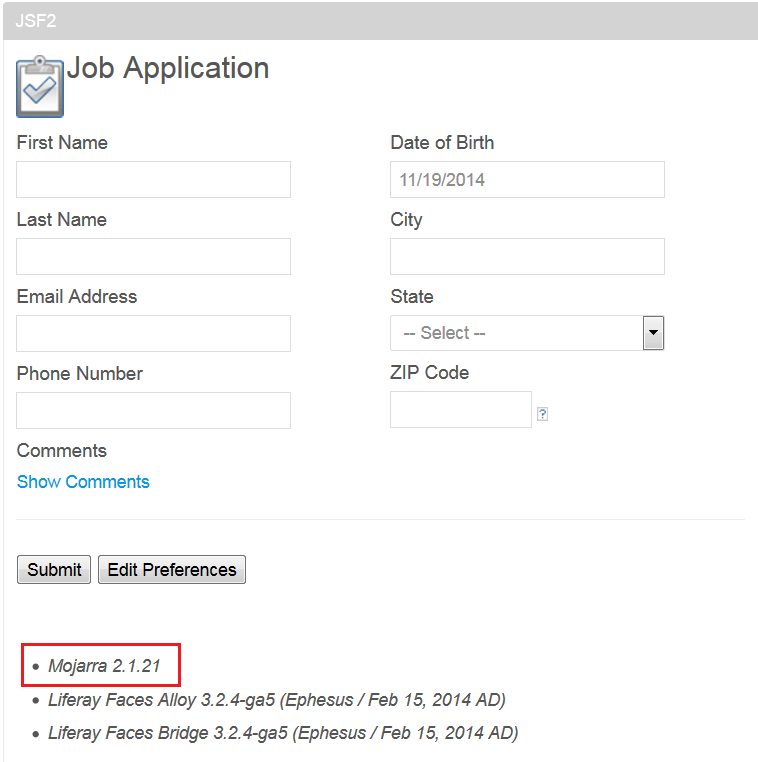 JSF2
Job Application
First Name
Date of Birth
11/19/2014
Last Name
City
Email Address
State
-- Select --
Phone Number
ZIP Code
?
Comments
Show Comments
Submit
Edit Preferences
Mojarra 2.1.21
Liferay Faces Alloy 3.2.4-ga5 (Ephesus / Feb 15, 2014 AD)
Liferay Faces Bridge 3.2.4-ga5 (Ephesus / Feb 15, 2014 AD)